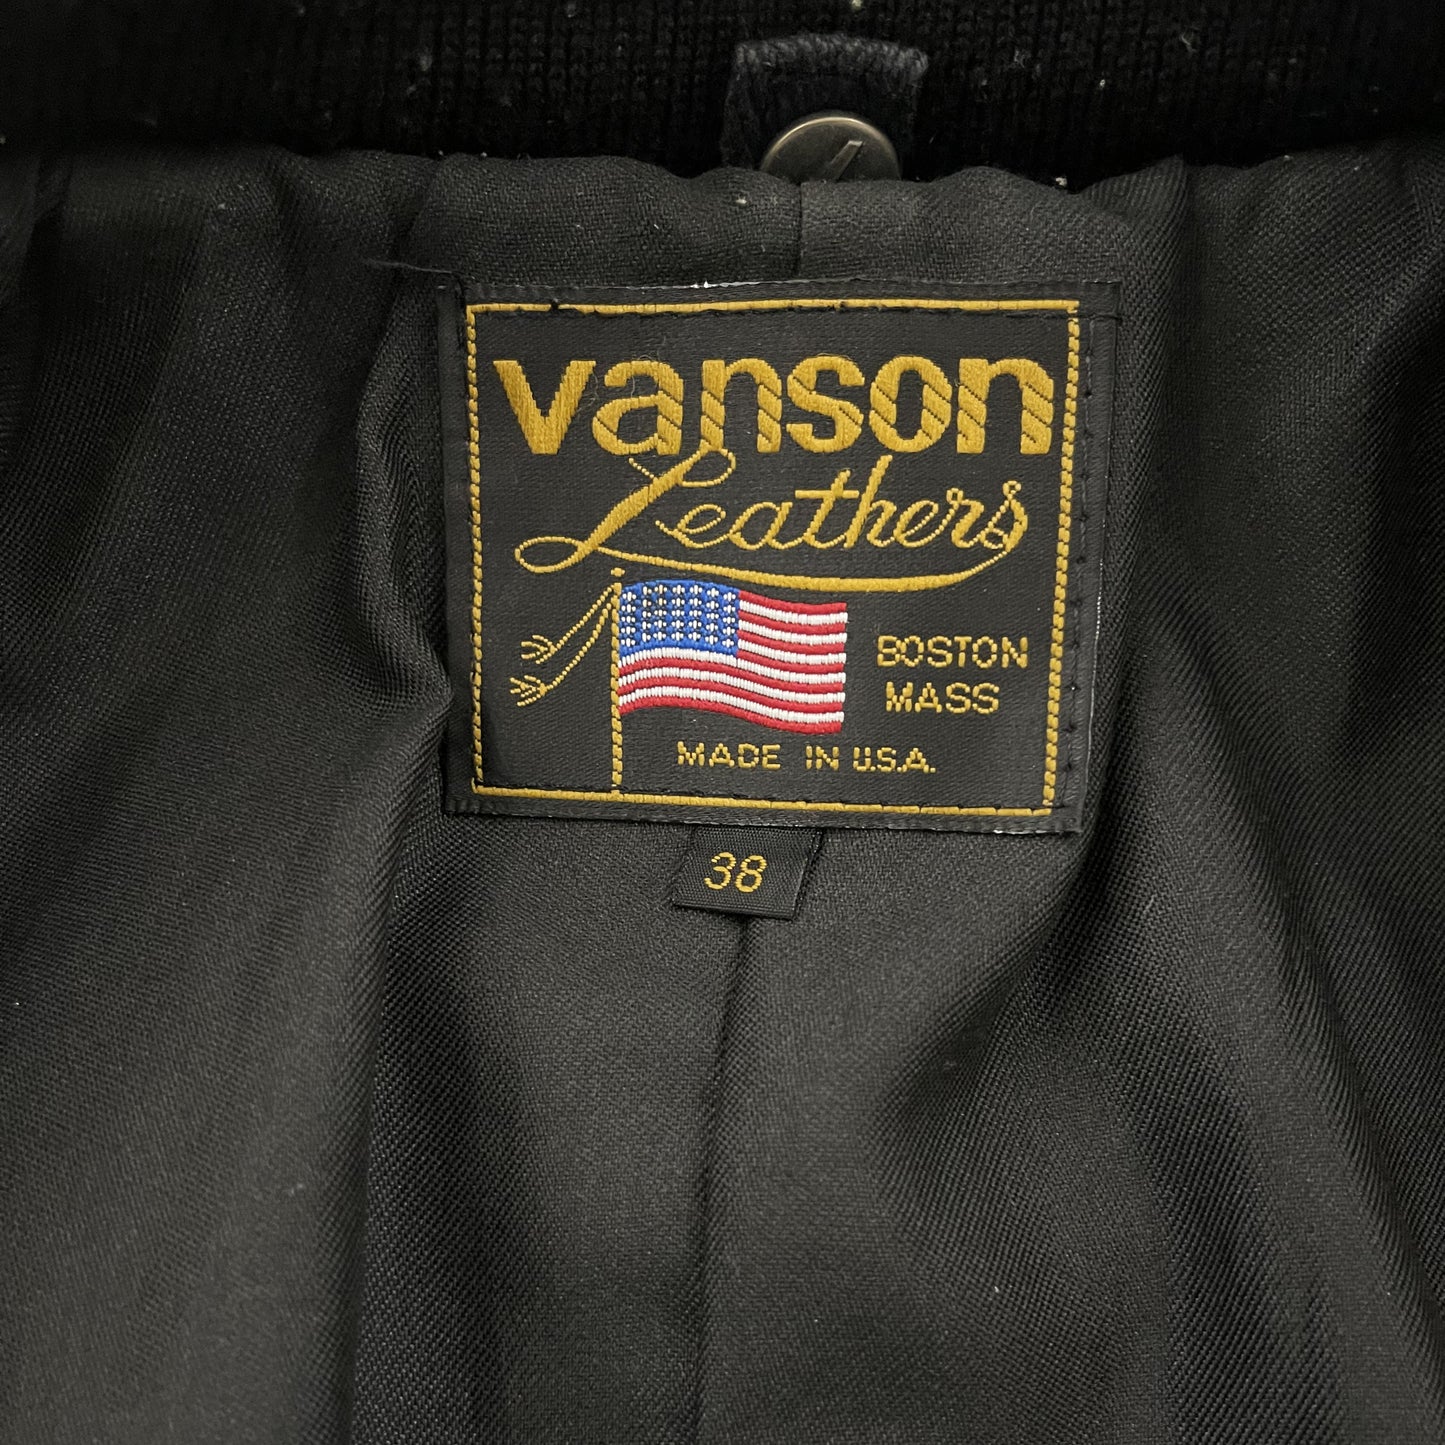 vanson
Leathers
BOSTON
MASS
MADE IN U.S.A.
38